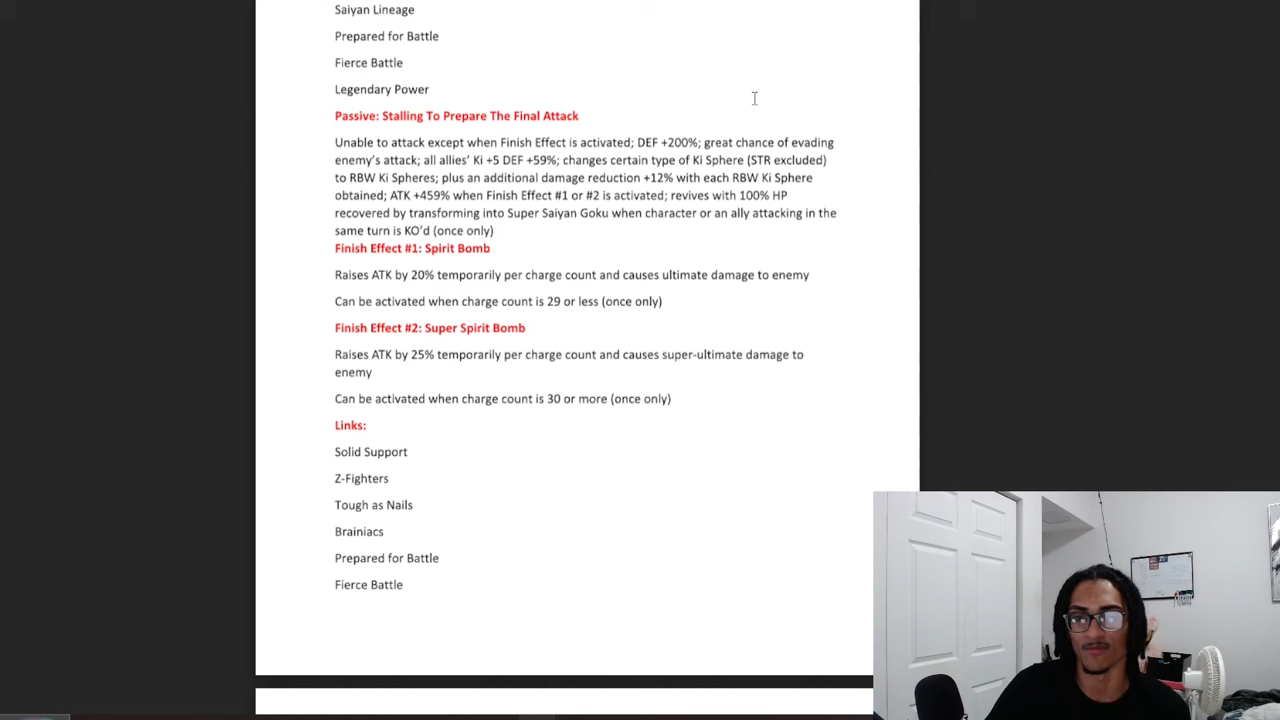 Saiyan Lineage
Prepared for Battle
Fierce Battle
Legendary Power
Passive: Stalling To Prepare The Final Attack
Unable to attack except when Finish Effect is activated; DEF +200%; great chance of evading
enemy's attack; all allies' Ki +5 DEF +59%; changes certain type of Ki Sphere (STR excluded)
to RBW Ki Spheres; plus an additional damage reduction +12% with each RBW Ki Sphere
obtained; ATK +459% when Finish Effect #1 or #2 is activated; revives with 100% HP
recovered by transforming into Super Saiyan Goku when character or an ally attacking in the
same turn is KO'd (once only)
Finish Effect #1: Spirit Bomb
Raises ATK by 20% temporarily per charge count and causes ultimate damage to enemy
Can be activated when charge count is 29 or less (once only)
Finish Effect #2: Super Spirit Bomb
Raises ATK by 25% temporarily per charge count and causes super-ultimate damage to
enemy
Can be activated when charge count is 30 or more (once only)
Links:
Solid Support
Z-Fighters
Tough as Nails
Brainiacs
Prepared for Battle
Fierce Battle